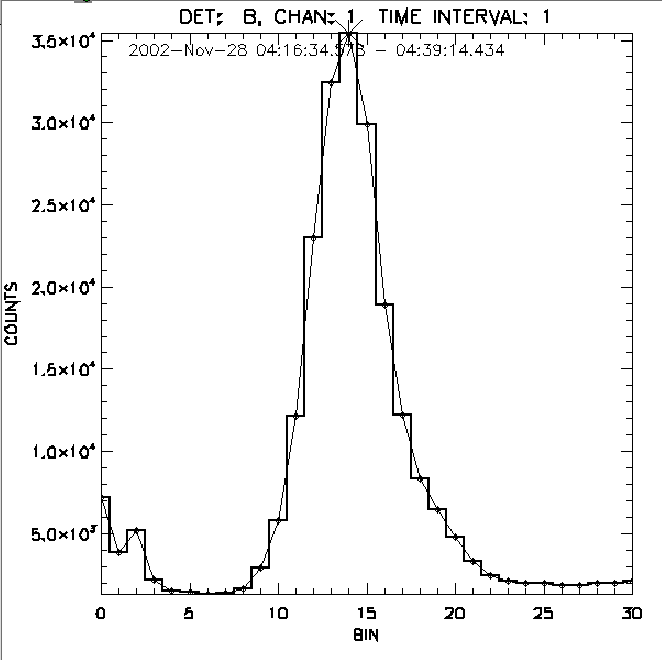 DET: B, CHAN: 1 TIME INTERVAL: 1
2002-Nov-28 04:16:34.573 - 04:39:14.434
3.5×10⁴
3.0×10⁴
2.5×10⁴
2.0×10⁴
1.5×10⁴
1.0×10⁴
5.0×10³
COUNTS
0 5 10 15 20 25 30
BIN